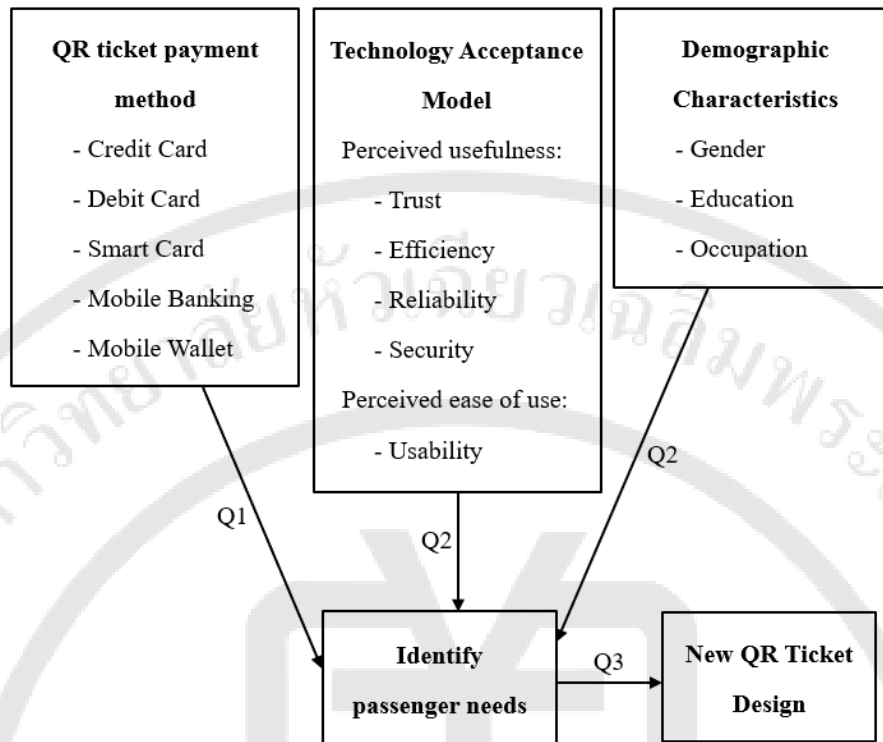 QR ticket payment
method
- Credit Card
- Debit Card
- Smart Card
- Mobile Banking
- Mobile Wallet
Technology Acceptance
Model
Perceived usefulness:
- Trust
- Efficiency
- Reliability
- Security
Perceived ease of use:
- Usability
Demographic
Characteristics
- Gender
- Education
- Occupation
Q1
Q2
Q2
Identify
passenger needs
Q3
New QR Ticket
Design